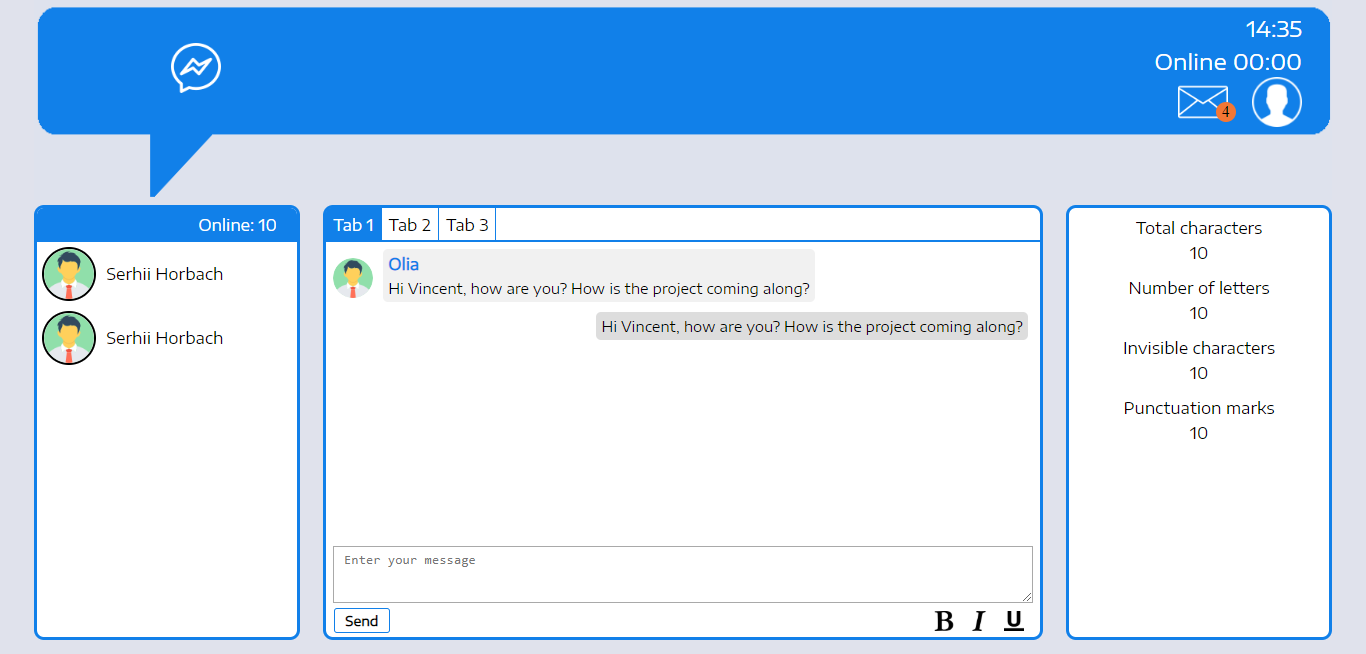 14:35
Online 00:00
4
Online: 10
Serhii Horbach
Serhii Horbach
Tab 1 Tab 2 Tab 3
Olia
Hi Vincent, how are you? How is the project coming along?
Hi Vincent, how are you? How is the project coming along?
Enter your message
Send B I U
Total characters
10
Number of letters
10
Invisible characters
10
Punctuation marks
10